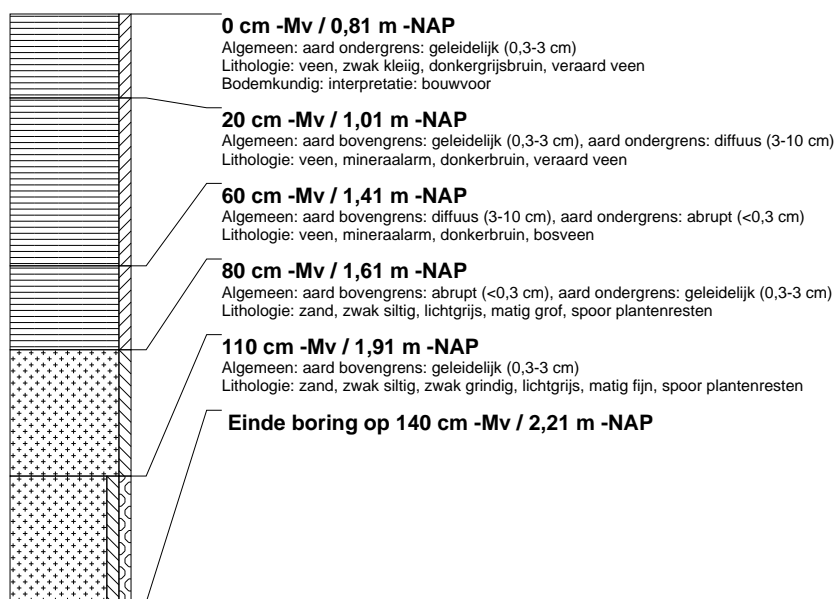 0 cm -Mv / 0,81 m -NAP
Algemeen: aard ondergrens: geleidelijk (0,3-3 cm)
Lithologie: veen, zwak kleiig, donkergrijsbruin, veraard veen
Bodemkundig: interpretatie: bouwvoor
20 cm -Mv / 1,01 m -NAP
Algemeen: aard bovengrens: geleidelijk (0,3-3 cm), aard ondergrens: diffuus (3-10 cm)
Lithologie: veen, mineraalarm, donkerbruin, veraard veen
60 cm -Mv / 1,41 m -NAP
Algemeen: aard bovengrens: diffuus (3-10 cm), aard ondergrens: abrupt (<0,3 cm)
Lithologie: veen, mineraalarm, donkerbruin, bosveen
80 cm -Mv / 1,61 m -NAP
Algemeen: aard bovengrens: abrupt (<0,3 cm), aard ondergrens: geleidelijk (0,3-3 cm)
Lithologie: zand, zwak siltig, lichtgrijs, matig grof, spoor plantenresten
110 cm -Mv / 1,91 m -NAP
Algemeen: aard bovengrens: geleidelijk (0,3-3 cm)
Lithologie: zand, zwak siltig, zwak grindig, lichtgrijs, matig fijn, spoor plantenresten
Einde boring op 140 cm -Mv / 2,21 m -NAP